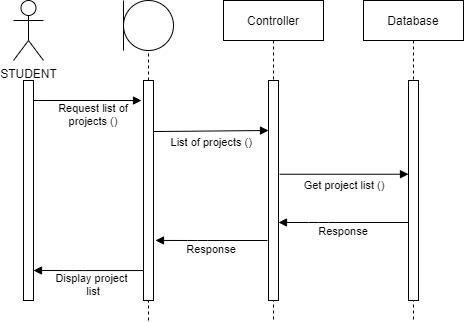 Controller
Database
STUDENT
Request list of
projects ()
List of projects ()
Get project list ()
Response
Response
Display project
list